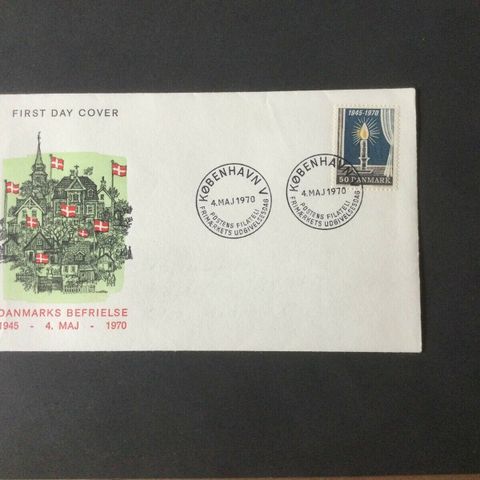 FIRST DAY COVER
DANMARKS BEFRIELSE
1945 - 4. MAJ - 1970
KØBENHAVN V
4.MAJ 1970
POSTENS FILATELI
FRIMÆRKETS UDGIVELSESDAG
KØBENHAVN V
4.MAJ 1970
POSTENS FILATELI
FRIMÆRKETS UDGIVELSESDAG
1945-1970
50 DANMARK